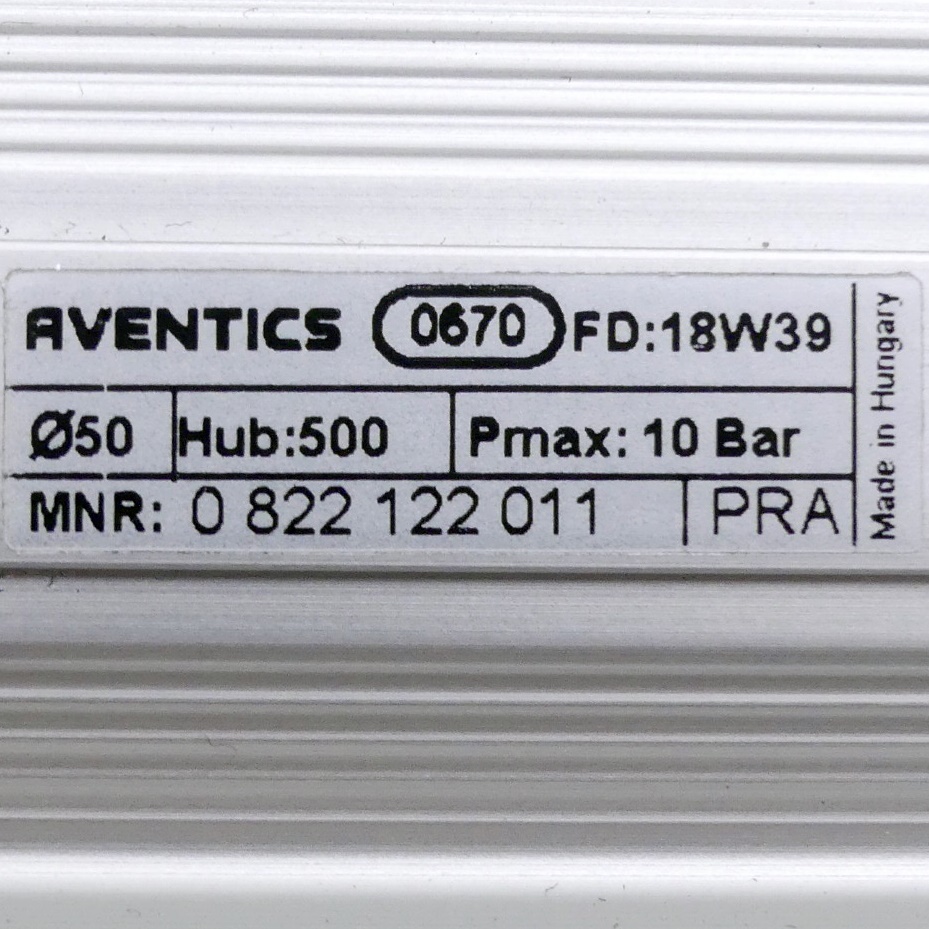 AVENTICS 0670 FD:18W39
Ø50 Hub:500 Pmax: 10 Bar
MNR: 0 822 122 011 PRA
Made in Hungary